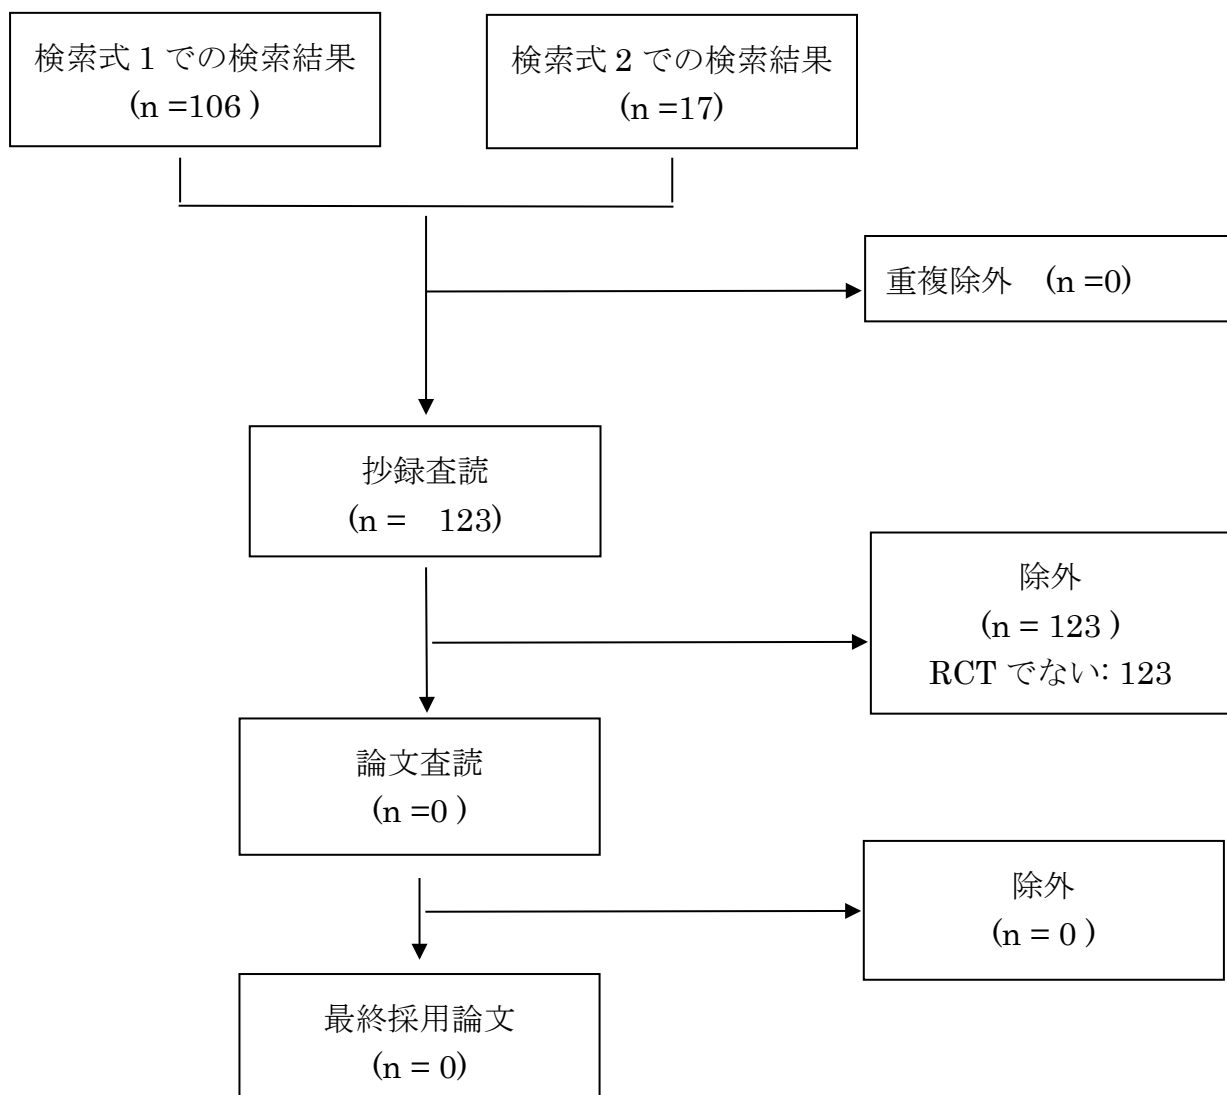 検索式 1 での検索結果
(n =106 )
検索式 2 での検索結果
(n =17)
重複除外　(n =0)
抄録査読
(n =　123)
除外
(n = 123 )
RCT でない: 123
論文査読
(n =0 )
除外
(n = 0 )
最終採用論文
(n = 0)